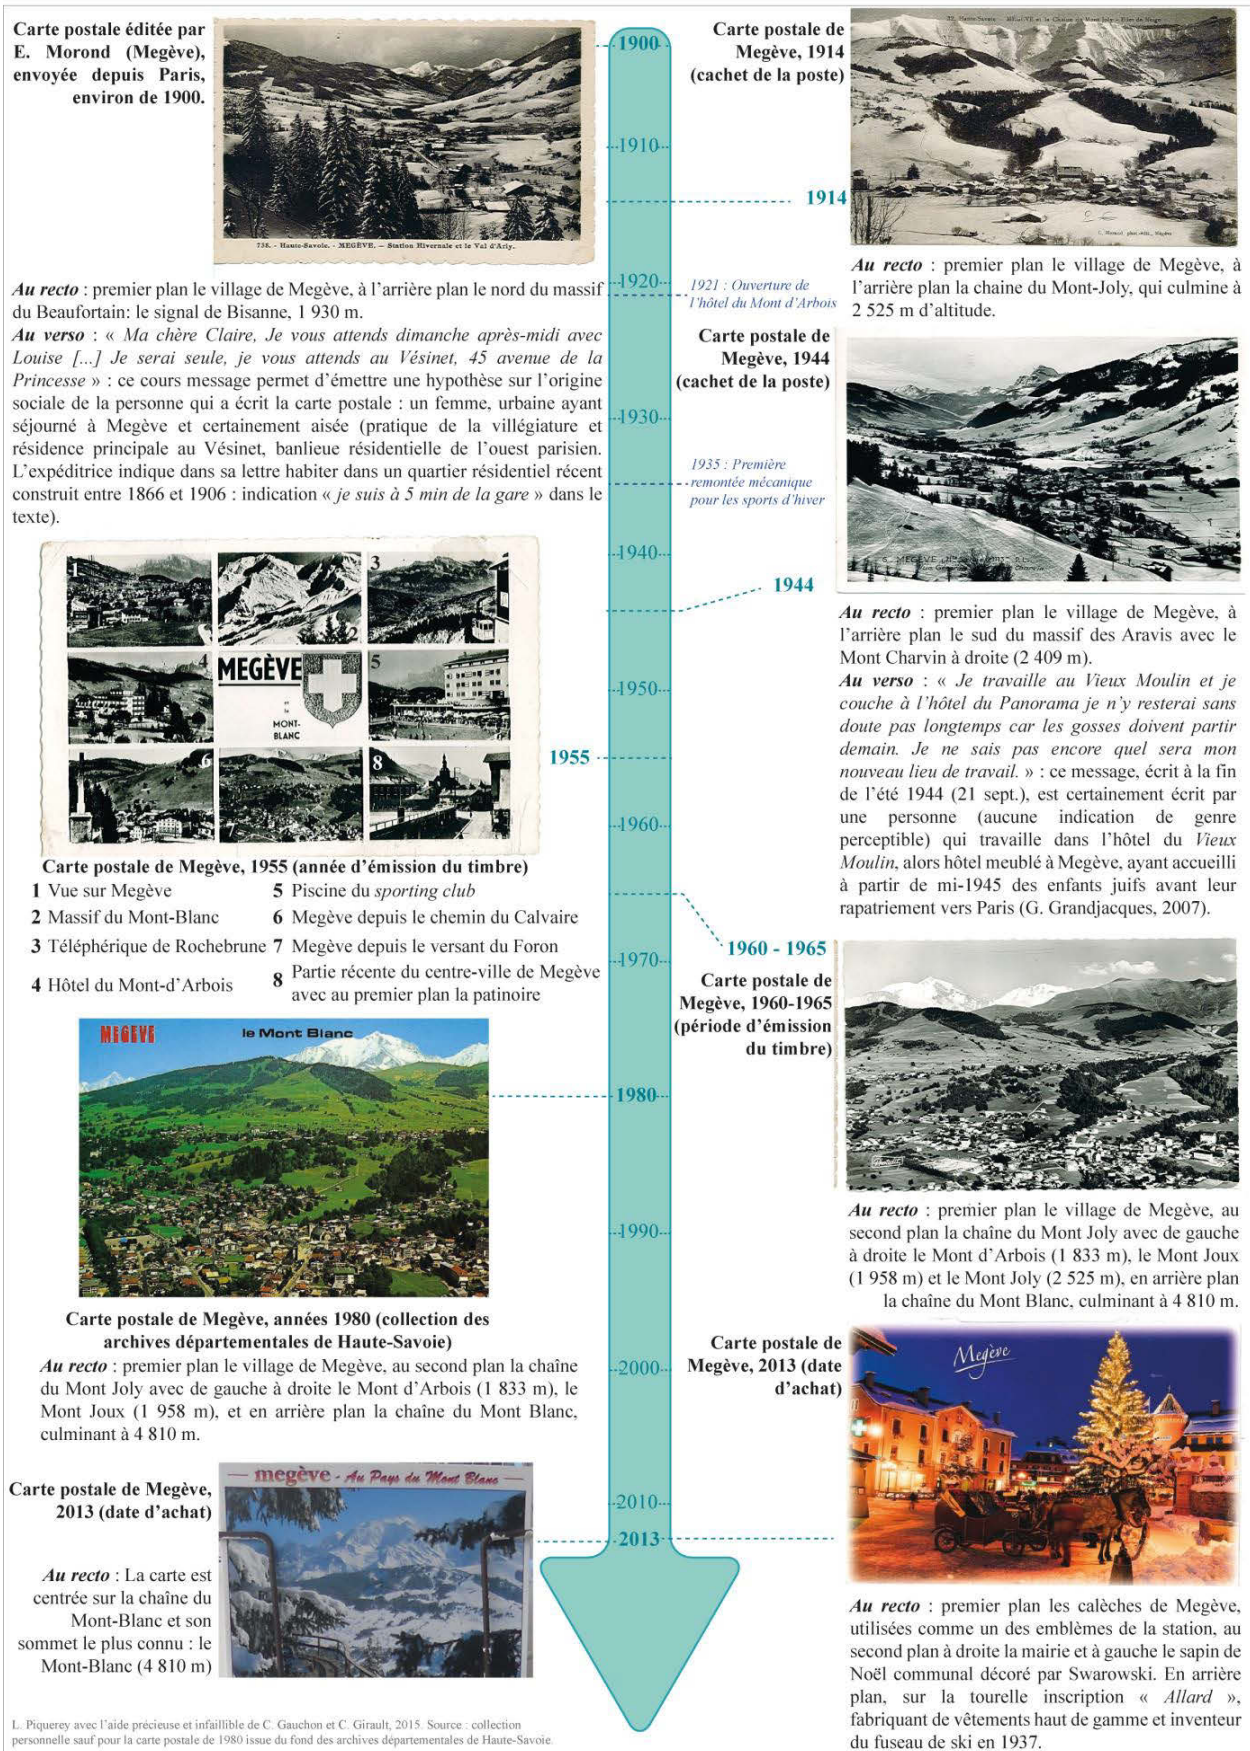 Carte postale éditée par
E. Morond (Megève),
envoyée depuis Paris,
environ de 1900.
738. - Haute-Savoie. - MEGÈVE. — Station Hivernale et le Val d'Arly.
Au recto : premier plan le village de Megève, à l'arrière plan le nord du massif
du Beaufortain: le signal de Bisanne, 1 930 m.
Au verso : « Ma chère Claire, Je vous attends dimanche après-midi avec
Louise [...] Je serai seule, je vous attends au Vésinet, 45 avenue de la
Princesse » : ce cours message permet d'émettre une hypothèse sur l'origine
sociale de la personne qui a écrit la carte postale : un femme, urbaine ayant
séjourné à Megève et certainement aisée (pratique de la villégiature et
résidence principale au Vésinet, banlieue résidentielle de l'ouest parisien.
L'expéditrice indique dans sa lettre habiter dans un quartier résidentiel récent
construit entre 1866 et 1906 : indication « je suis à 5 min de la gare » dans le
texte).
1
2
3
4
MEGÈVE
et
le
MONT-
BLANC
5
6
8
Carte postale de Megève, 1955 (année d'émission du timbre)
1 Vue sur Megève
2 Massif du Mont-Blanc
3 Téléphérique de Rochebrune
4 Hôtel du Mont-d'Arbois
5 Piscine du sporting club
6 Megève depuis le chemin du Calvaire
7 Megève depuis le versant du Foron
8 Partie récente du centre-ville de Megève
avec au premier plan la patinoire
MEGEVE
le Mont Blanc
Carte postale de Megève, années 1980 (collection des
archives départementales de Haute-Savoie)
Au recto : premier plan le village de Megève, au second plan la chaîne
du Mont Joly avec de gauche à droite le Mont d'Arbois (1 833 m), le
Mont Joux (1 958 m), et en arrière plan la chaîne du Mont Blanc,
culminant à 4 810 m.
Carte postale de Megève,
2013 (date d'achat)
megève - Au Pays du Mont Blanc
Au recto : La carte est
centrée sur la chaîne du
Mont-Blanc et son
sommet le plus connu : le
Mont-Blanc (4 810 m)
L. Piquerey avec l'aide précieuse et infaillible de C. Gauchon et C. Girault, 2015. Source : collection
personnelle sauf pour la carte postale de 1980 issue du fond des archives départementales de Haute-Savoie.
1900
1910
1914
1920
1921 : Ouverture de
l'hôtel du Mont d'Arbois
1930
1935 : Première
remontée mécanique
pour les sports d'hiver
1940
1944
1950
1955
1960
1960 - 1965
1970
1980
1990
2000
2010
2013
Carte postale de
Megève, 1914
(cachet de la poste)
Haute-Savoie MEGÈVE et la Chaîne du Mont Joly
Au recto : premier plan le village de Megève, à
l'arrière plan la chaine du Mont-Joly, qui culmine à
2 525 m d'altitude.
Carte postale de
Megève, 1944
(cachet de la poste)
MEGÈVE
Au recto : premier plan le village de Megève, à
l'arrière plan le sud du massif des Aravis avec le
Mont Charvin à droite (2 409 m).
Au verso : « Je travaille au Vieux Moulin et je
couche à l'hôtel du Panorama je n'y resterai sans
doute pas longtemps car les gosses doivent partir
demain. Je ne sais pas encore quel sera mon
nouveau lieu de travail. » : ce message, écrit à la fin
de l'été 1944 (21 sept.), est certainement écrit par
une personne (aucune indication de genre
perceptible) qui travaille dans l'hôtel du Vieux
Moulin, alors hôtel meublé à Megève, ayant accueilli
à partir de mi-1945 des enfants juifs avant leur
rapatriement vers Paris (G. Grandjacques, 2007).
Carte postale de
Megève, 1960-1965
(période d'émission
du timbre)
Au recto : premier plan le village de Megève, au
second plan la chaîne du Mont Joly avec de gauche
à droite le Mont d'Arbois (1 833 m), le Mont Joux
(1 958 m) et le Mont Joly (2 525 m), en arrière plan
la chaîne du Mont Blanc, culminant à 4 810 m.
Carte postale de
Megève, 2013 (date
d'achat)
Megève
Au recto : premier plan les calèches de Megève,
utilisées comme un des emblèmes de la station, au
second plan à droite la mairie et à gauche le sapin de
Noël communal décoré par Swarowski. En arrière
plan, sur la tourelle inscription « Allard »,
fabriquant de vêtements haut de gamme et inventeur
du fuseau de ski en 1937.